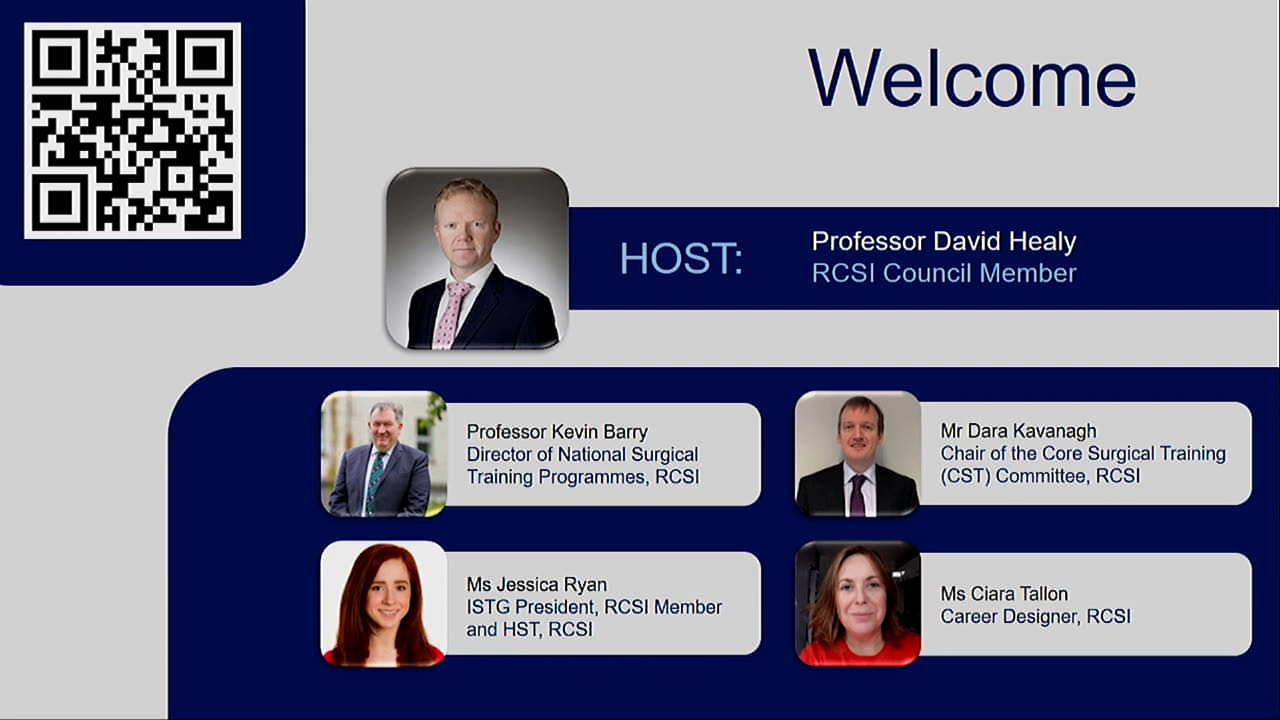 Welcome
HOST:
Professor David Healy
RCSI Council Member
Professor Kevin Barry
Director of National Surgical
Training Programmes, RCSI
Mr Dara Kavanagh
Chair of the Core Surgical Training
(CST) Committee, RCSI
Ms Jessica Ryan
ISTG President, RCSI Member
and HST, RCSI
Ms Ciara Tallon
Career Designer, RCSI